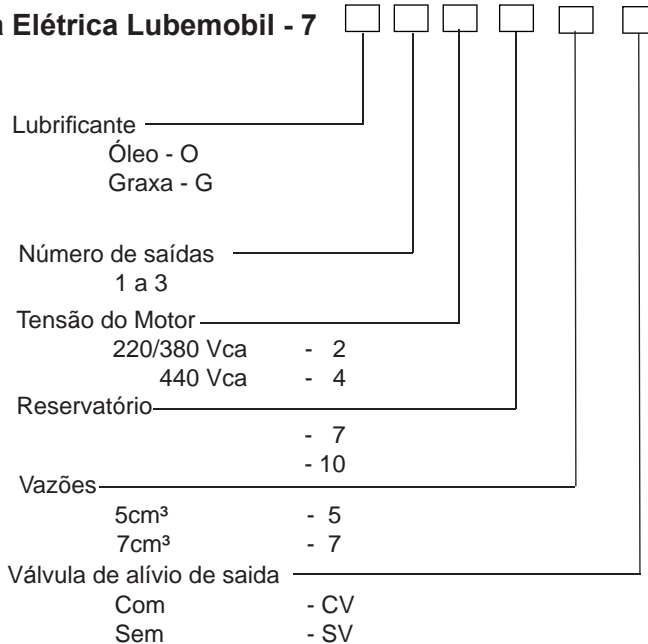 Elétrica Lubemobil - 7
Lubrificante
Óleo - O
Graxa - G
Número de saídas
1 a 3
Tensão do Motor
220/380 Vca - 2
440 Vca - 4
Reservatório
- 7
- 10
Vazões
5cm³ - 5
7cm³ - 7
Válvula de alívio de saida
Com - CV
Sem - SV